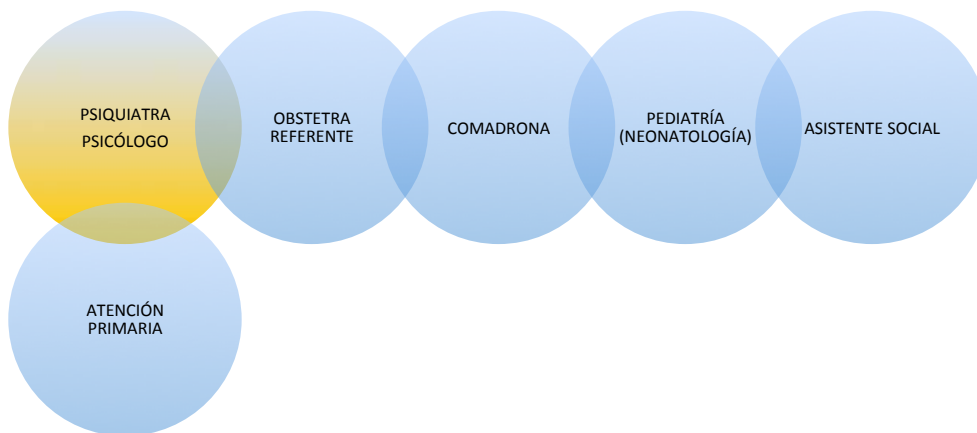 PSIQUIATRA
PSICÓLOGO
OBSTETRA
REFERENTE
COMADRONA
PEDIATRÍA
(NEONATOLOGÍA)
ASISTENTE SOCIAL
ATENCIÓN
PRIMARIA